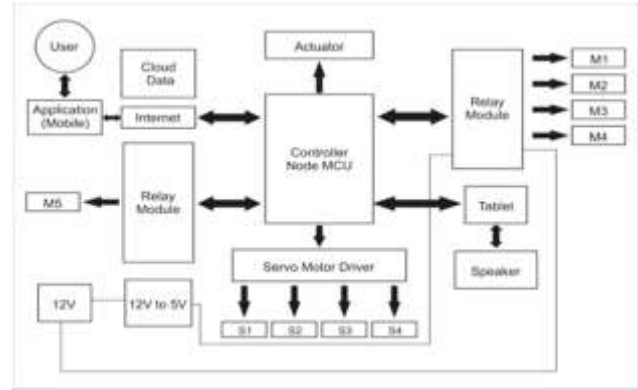 User
Cloud
Data
Actuator
Application
(Mobile)
Internet
Controller
Node MCU
Relay
Module
M1
M2
M3
M4
M5
Relay
Module
Tablet
Speaker
Servo Motor Driver
12V
12V to 5V
S1
S2
S3
S4